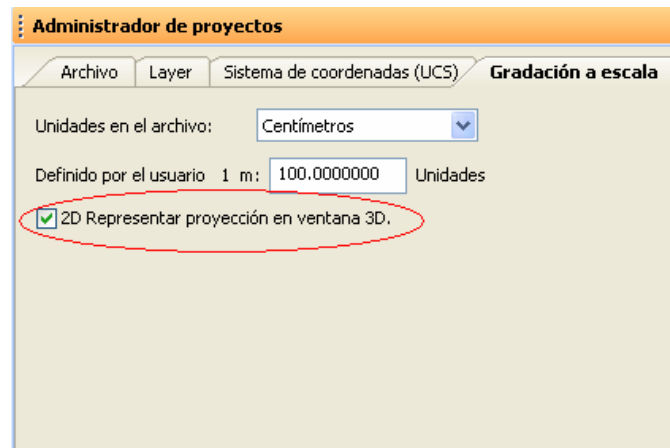 Administrador de proyectos
Archivo Layer Sistema de coordenadas (UCS) Gradación a escala
Unidades en el archivo: Centímetros
Definido por el usuario 1 m: 100.0000000 Unidades
2D Representar proyección en ventana 3D.